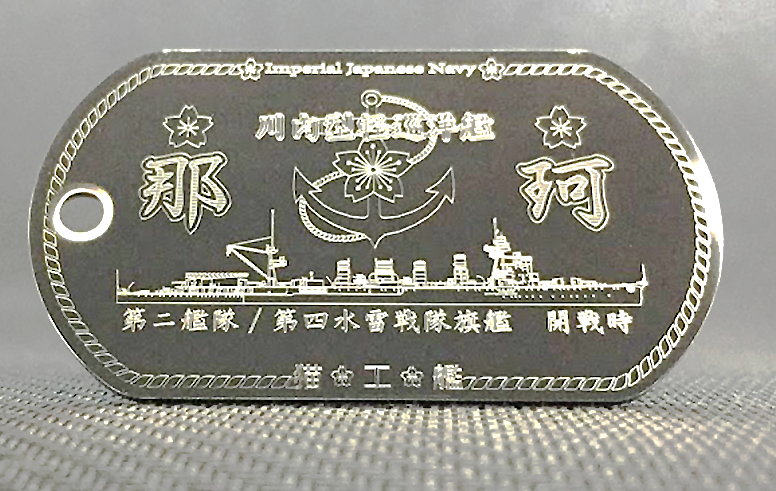 Imperial Japanese Navy
川内型軽巡洋艦
那 珂
第二艦隊 / 第四水雷戦隊旗艦 開戦時
猫 工 艦